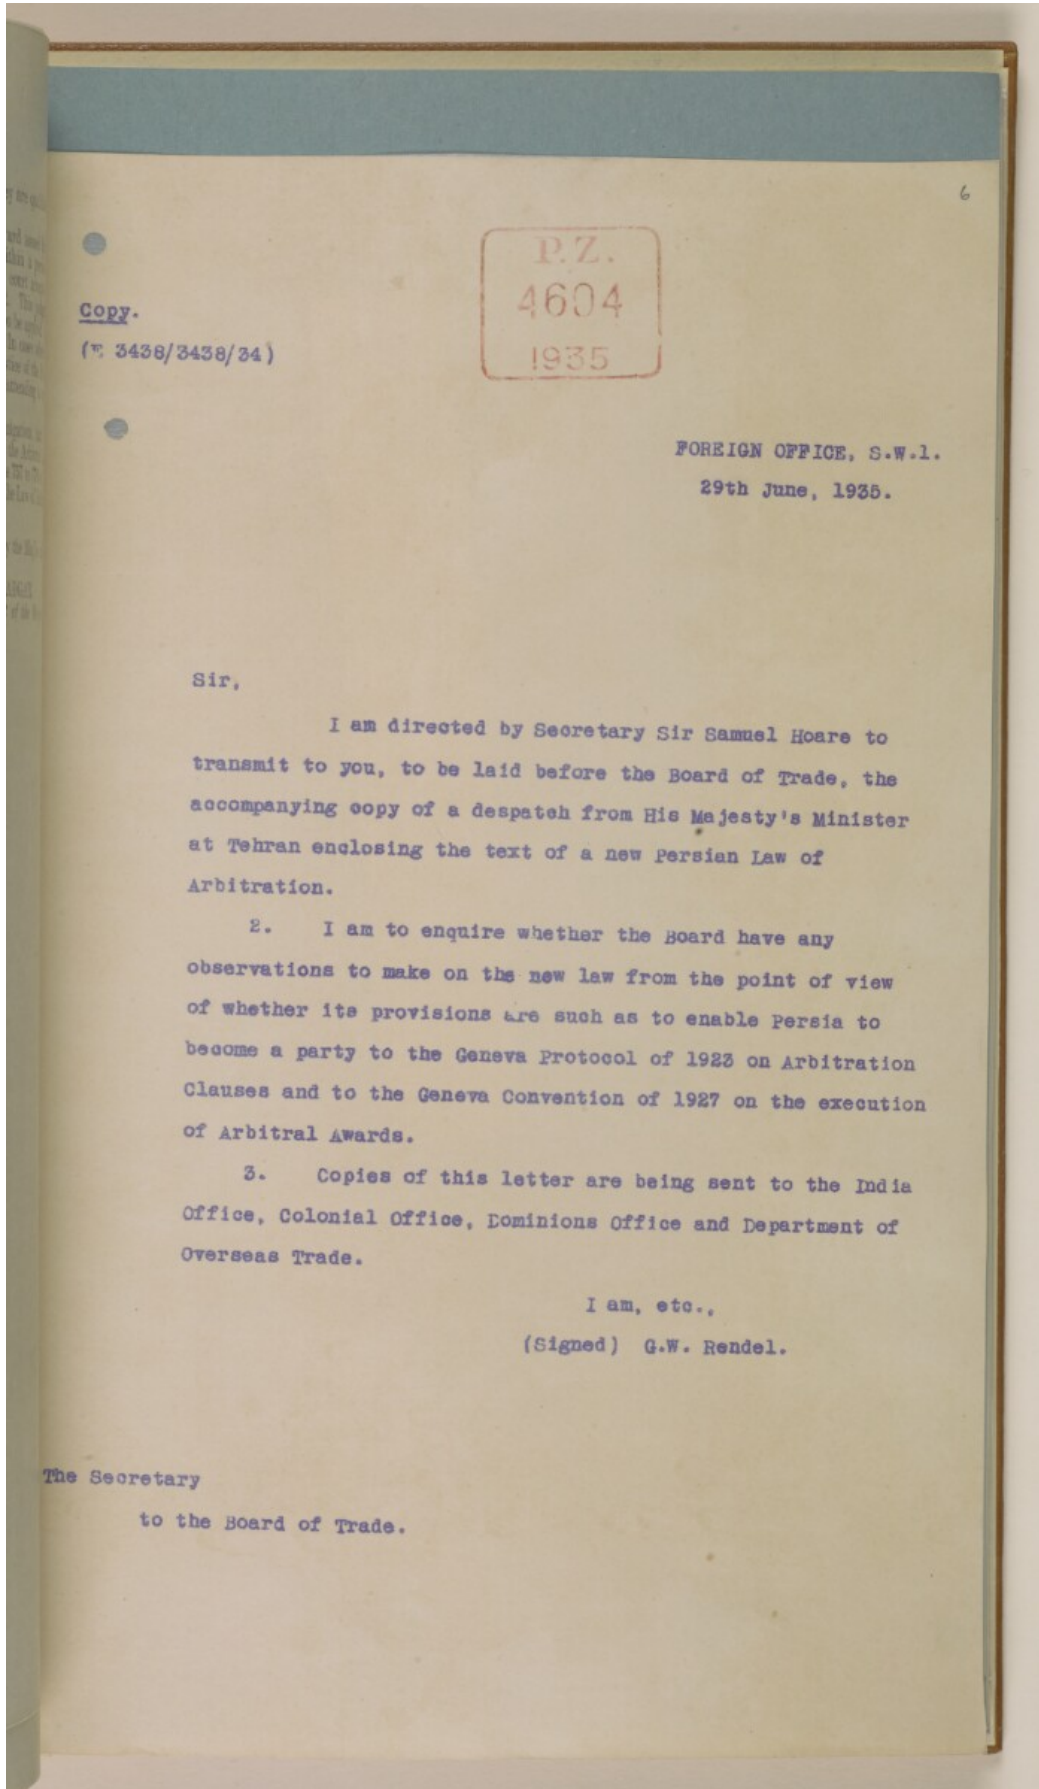 6
P.Z.
4604
1935
Copy.
(E 3438/3438/34)
FOREIGN OFFICE, S.W.1.
29th June, 1935.
Sir,
I am directed by Secretary Sir Samuel Hoare to
transmit to you, to be laid before the Board of Trade, the
accompanying copy of a despatch from His Majesty's Minister
at Tehran enclosing the text of a new Persian Law of
Arbitration.
2. I am to enquire whether the Board have any
observations to make on the new law from the point of view
of whether its provisions are such as to enable Persia to
become a party to the Geneva Protocol of 1923 on Arbitration
Clauses and to the Geneva Convention of 1927 on the execution
of Arbitral Awards.
3. Copies of this letter are being sent to the India
Office, Colonial Office, Dominions Office and Department of
Overseas Trade.
I am, etc.,
(Signed) G.W. Rendel.
The Secretary
to the Board of Trade.